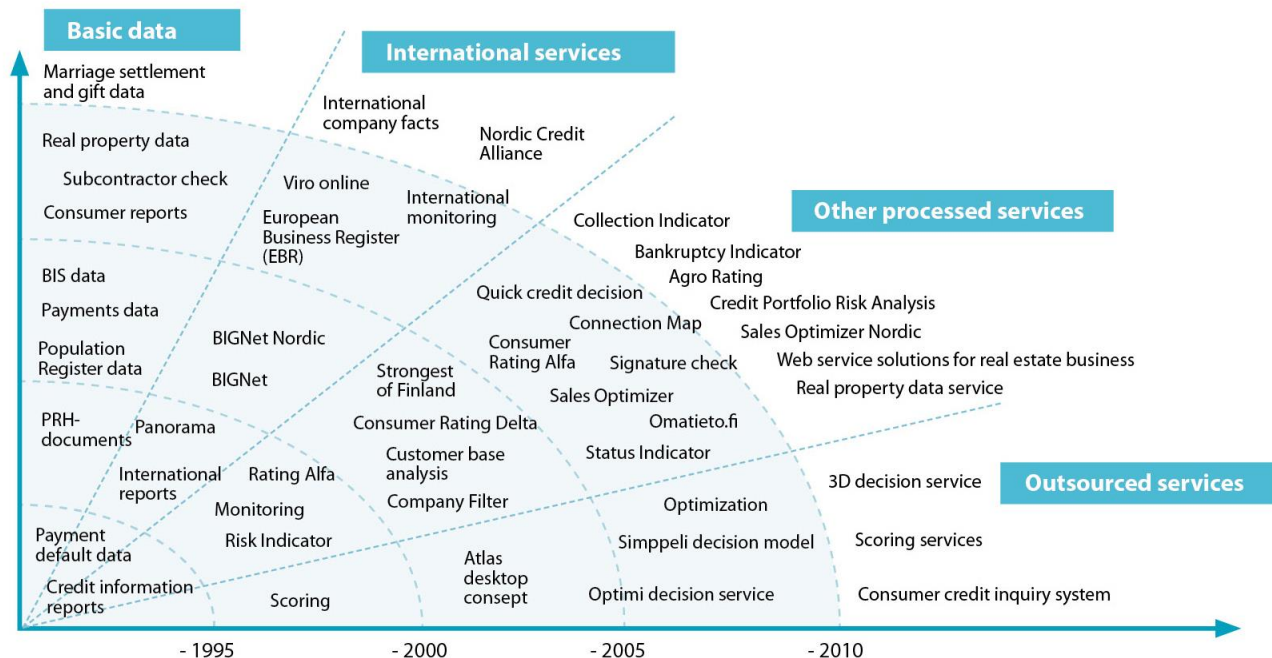 Basic data
International services
Marriage settlement
and gift data
International
company facts
Nordic Credit
Alliance
Real property data
Subcontractor check
Viro online
International
monitoring
Consumer reports
European
Business Register
(EBR)
Other processed services
Collection Indicator
Bankruptcy Indicator
Agro Rating
BIS data
Quick credit decision
Credit Portfolio Risk Analysis
Payments data
Connection Map
Sales Optimizer Nordic
BIGNet Nordic
Consumer
Rating Alfa
Signature check
Web service solutions for real estate business
Population
Register data
BIGNet
Strongest
of Finland
Real property data service
Sales Optimizer
PRH-
documents
Panorama
Consumer Rating Delta
Omatieto.fi
Customer base
analysis
Status Indicator
International
reports
Rating Alfa
3D decision service
Outsourced services
Monitoring
Company Filter
Optimization
Payment
default data
Risk Indicator
Simppeli decision model
Scoring services
Atlas
desktop
consept
Credit information
reports
Scoring
Optimi decision service
Consumer credit inquiry system
- 1995
- 2000
- 2005
- 2010